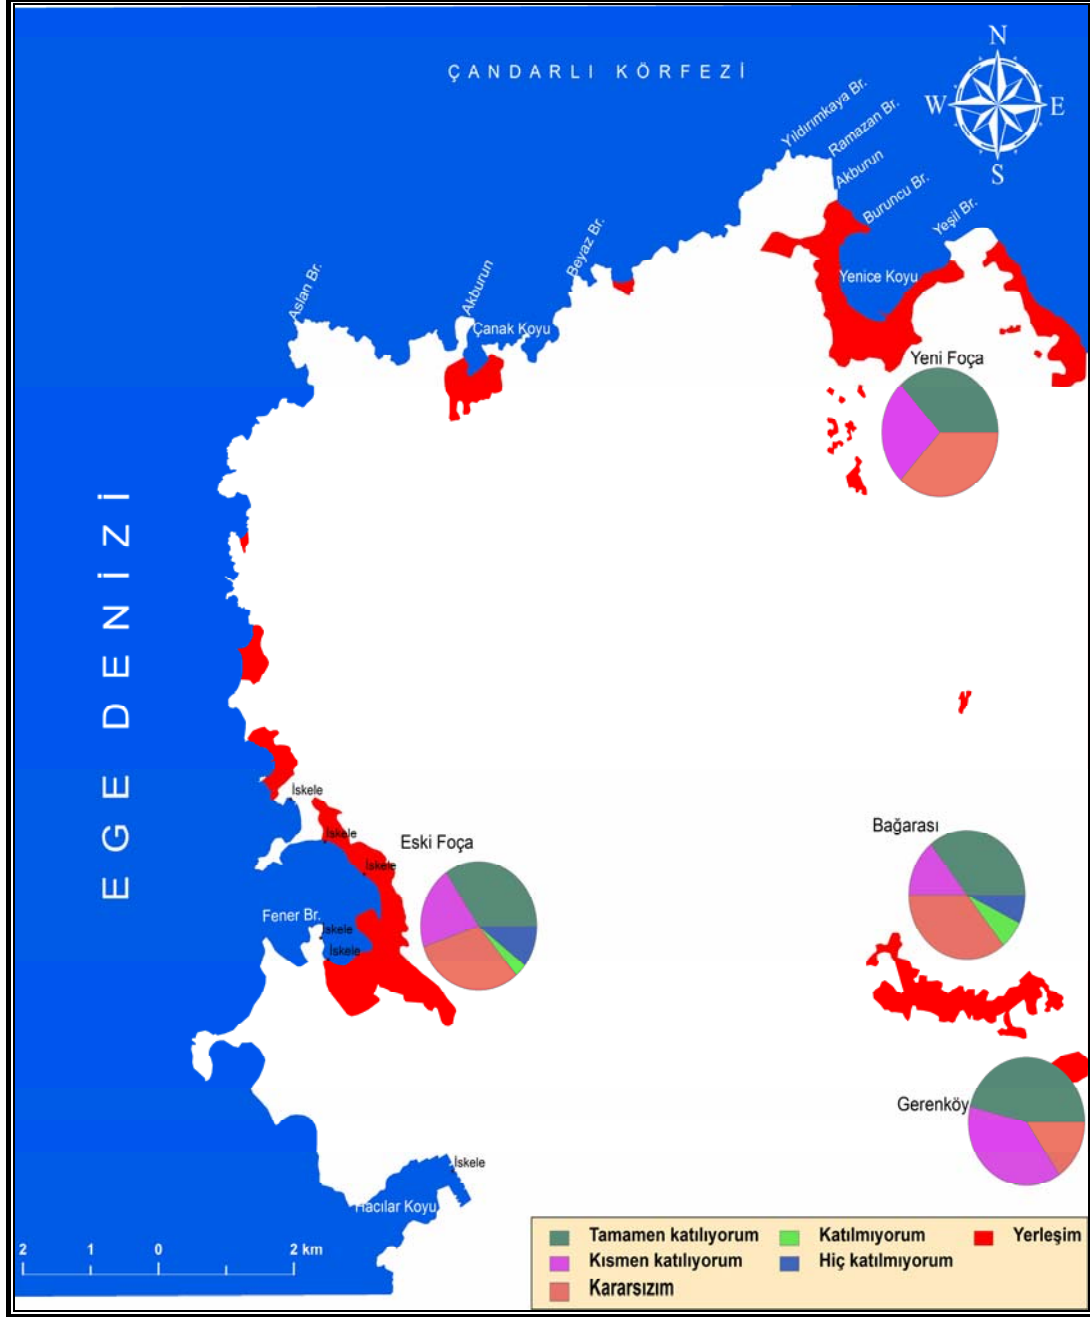 ÇANDARLI KÖRFEZİ
N
W
E
S
Yıldırımkaya Br.
Ramazan Br.
Akburun
Buruncu Br.
Yeşil Br.
Yenice Koyu
Beyaz Br.
Akburun
Aslan Br.
Çanak Koyu
Yeni Foça
EGE DENİZİ
İskele
İskele
Eski Foça
İskele
Bağarası
Fener Br.
İskele
İskele
Gerenköy
İskele
Hacılar Koyu
2 1 0 2 km
Tamamen katılıyorum
Katılmıyorum
Yerleşim
Kısmen katılıyorum
Hiç katılmıyorum
Kararsızım